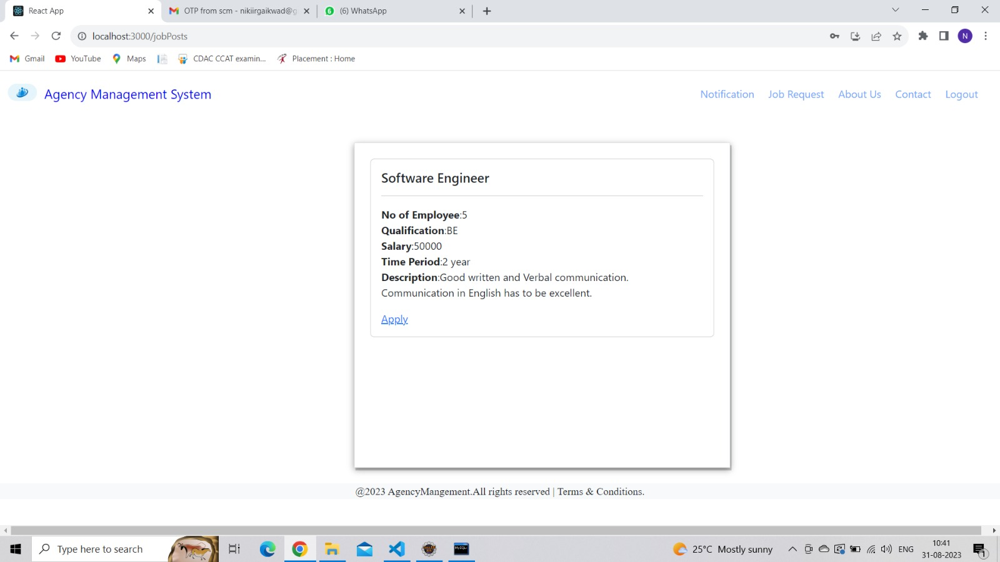 React App
OTP from scm - nikiirgaikwad@g
6 (6) WhatsApp
localhost:3000/jobPosts
N
Gmail
YouTube
Maps
CDAC CCAT examin...
Placement : Home
Agency Management System
Notification
Job Request
About Us
Contact
Logout
Software Engineer
No of Employee:5
Qualification:BE
Salary:50000
Time Period:2 year
Description:Good written and Verbal communication.
Communication in English has to be excellent.
Apply
@2023 AgencyMangement.All rights reserved | Terms & Conditions.
Type here to search
MySQL
25°C Mostly sunny
ENG
10:41
31-08-2023
1